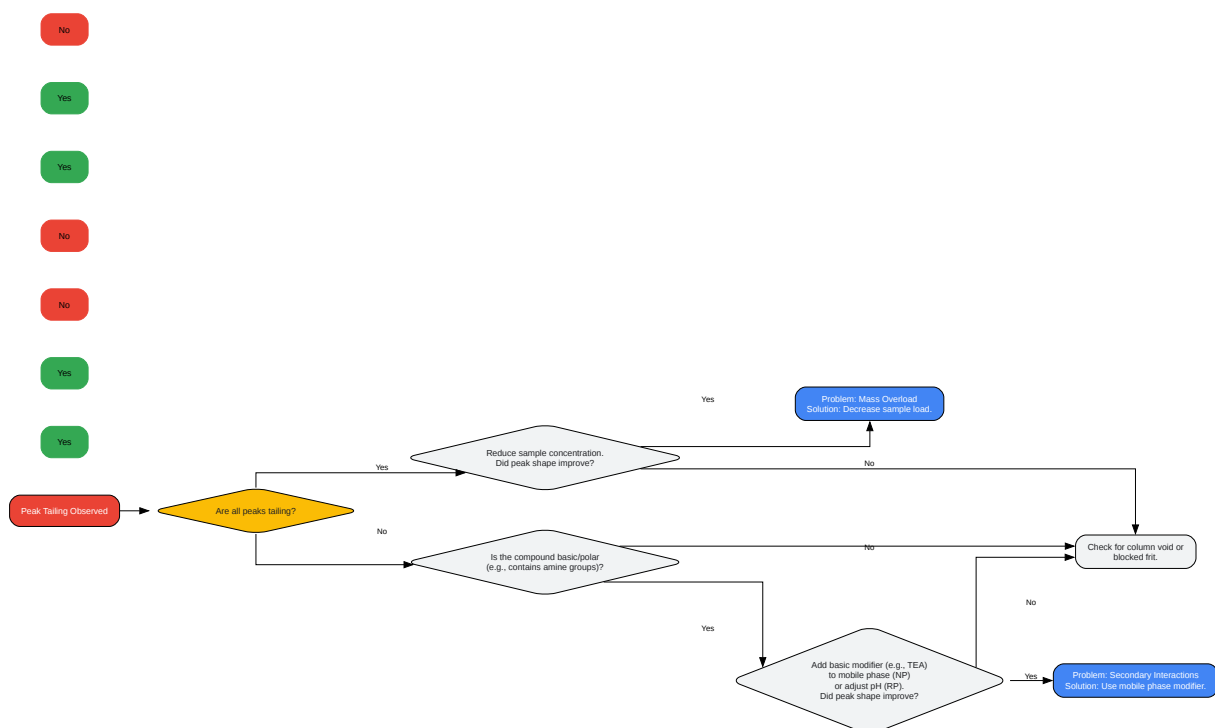 No
Yes
Yes
No
No
Yes
Yes
Peak Tailing Observed
Are all peaks tailing?
Yes
No
Reduce sample concentration.
Did peak shape improve?
Yes
Problem: Mass Overload
Solution: Decrease sample load.
No
Is the compound basic/polar
(e.g., contains amine groups)?
No
Check for column void or
blocked frit.
Yes
Add basic modifier (e.g., TEA)
to mobile phase (NP)
or adjust pH (RP).
Did peak shape improve?
No
Yes
Problem: Secondary Interactions
Solution: Use mobile phase modifier.